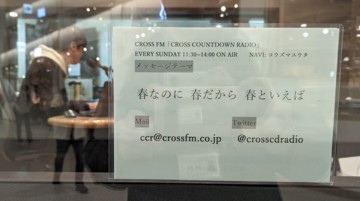 CROSS FM「CROSS COUNTDOWN RADIO」
EVERY SUNDAY 11:30-14:00 ON AIR NAVI: コウズマルウタ
メッセージテーマ
春なのに 春だから 春といえば
Mail Twitter
ccr@crossfm.co.jp @crosscdradio